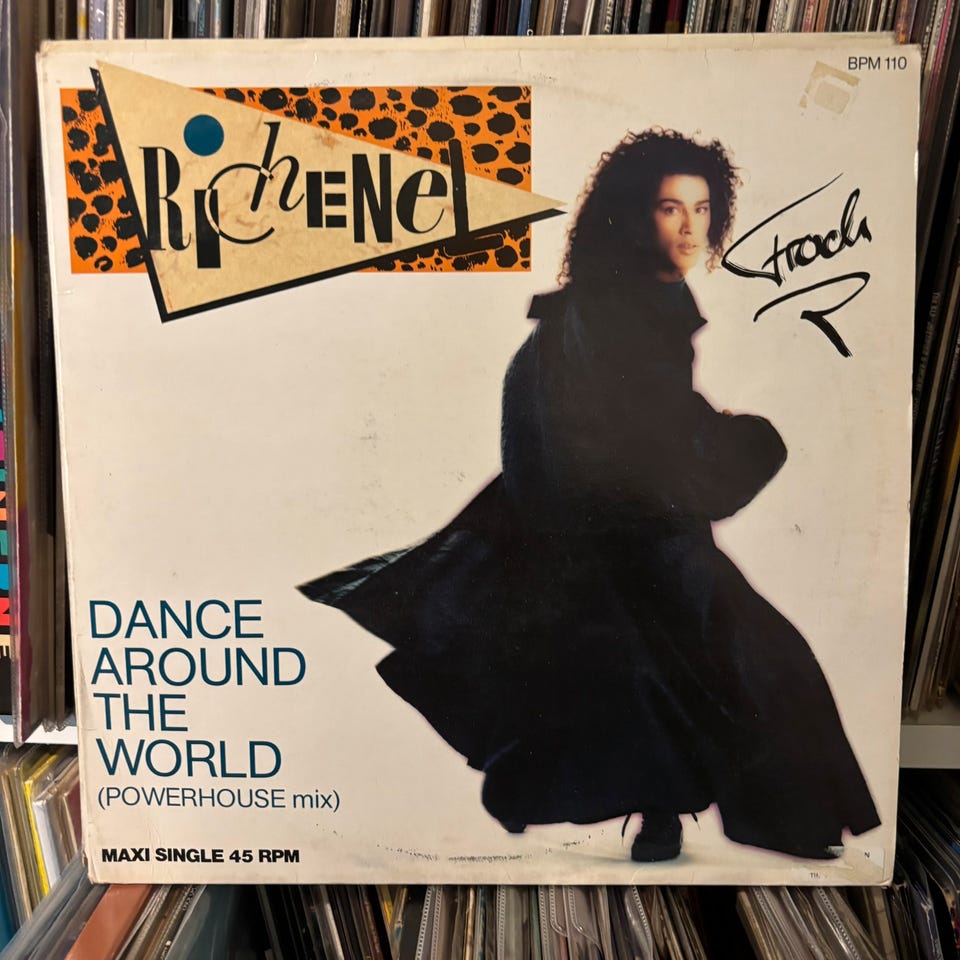 BPM 110
RichENel
DANCE
AROUND
THE
WORLD
(POWERHOUSE mix)
MAXI SINGLE 45 RPM